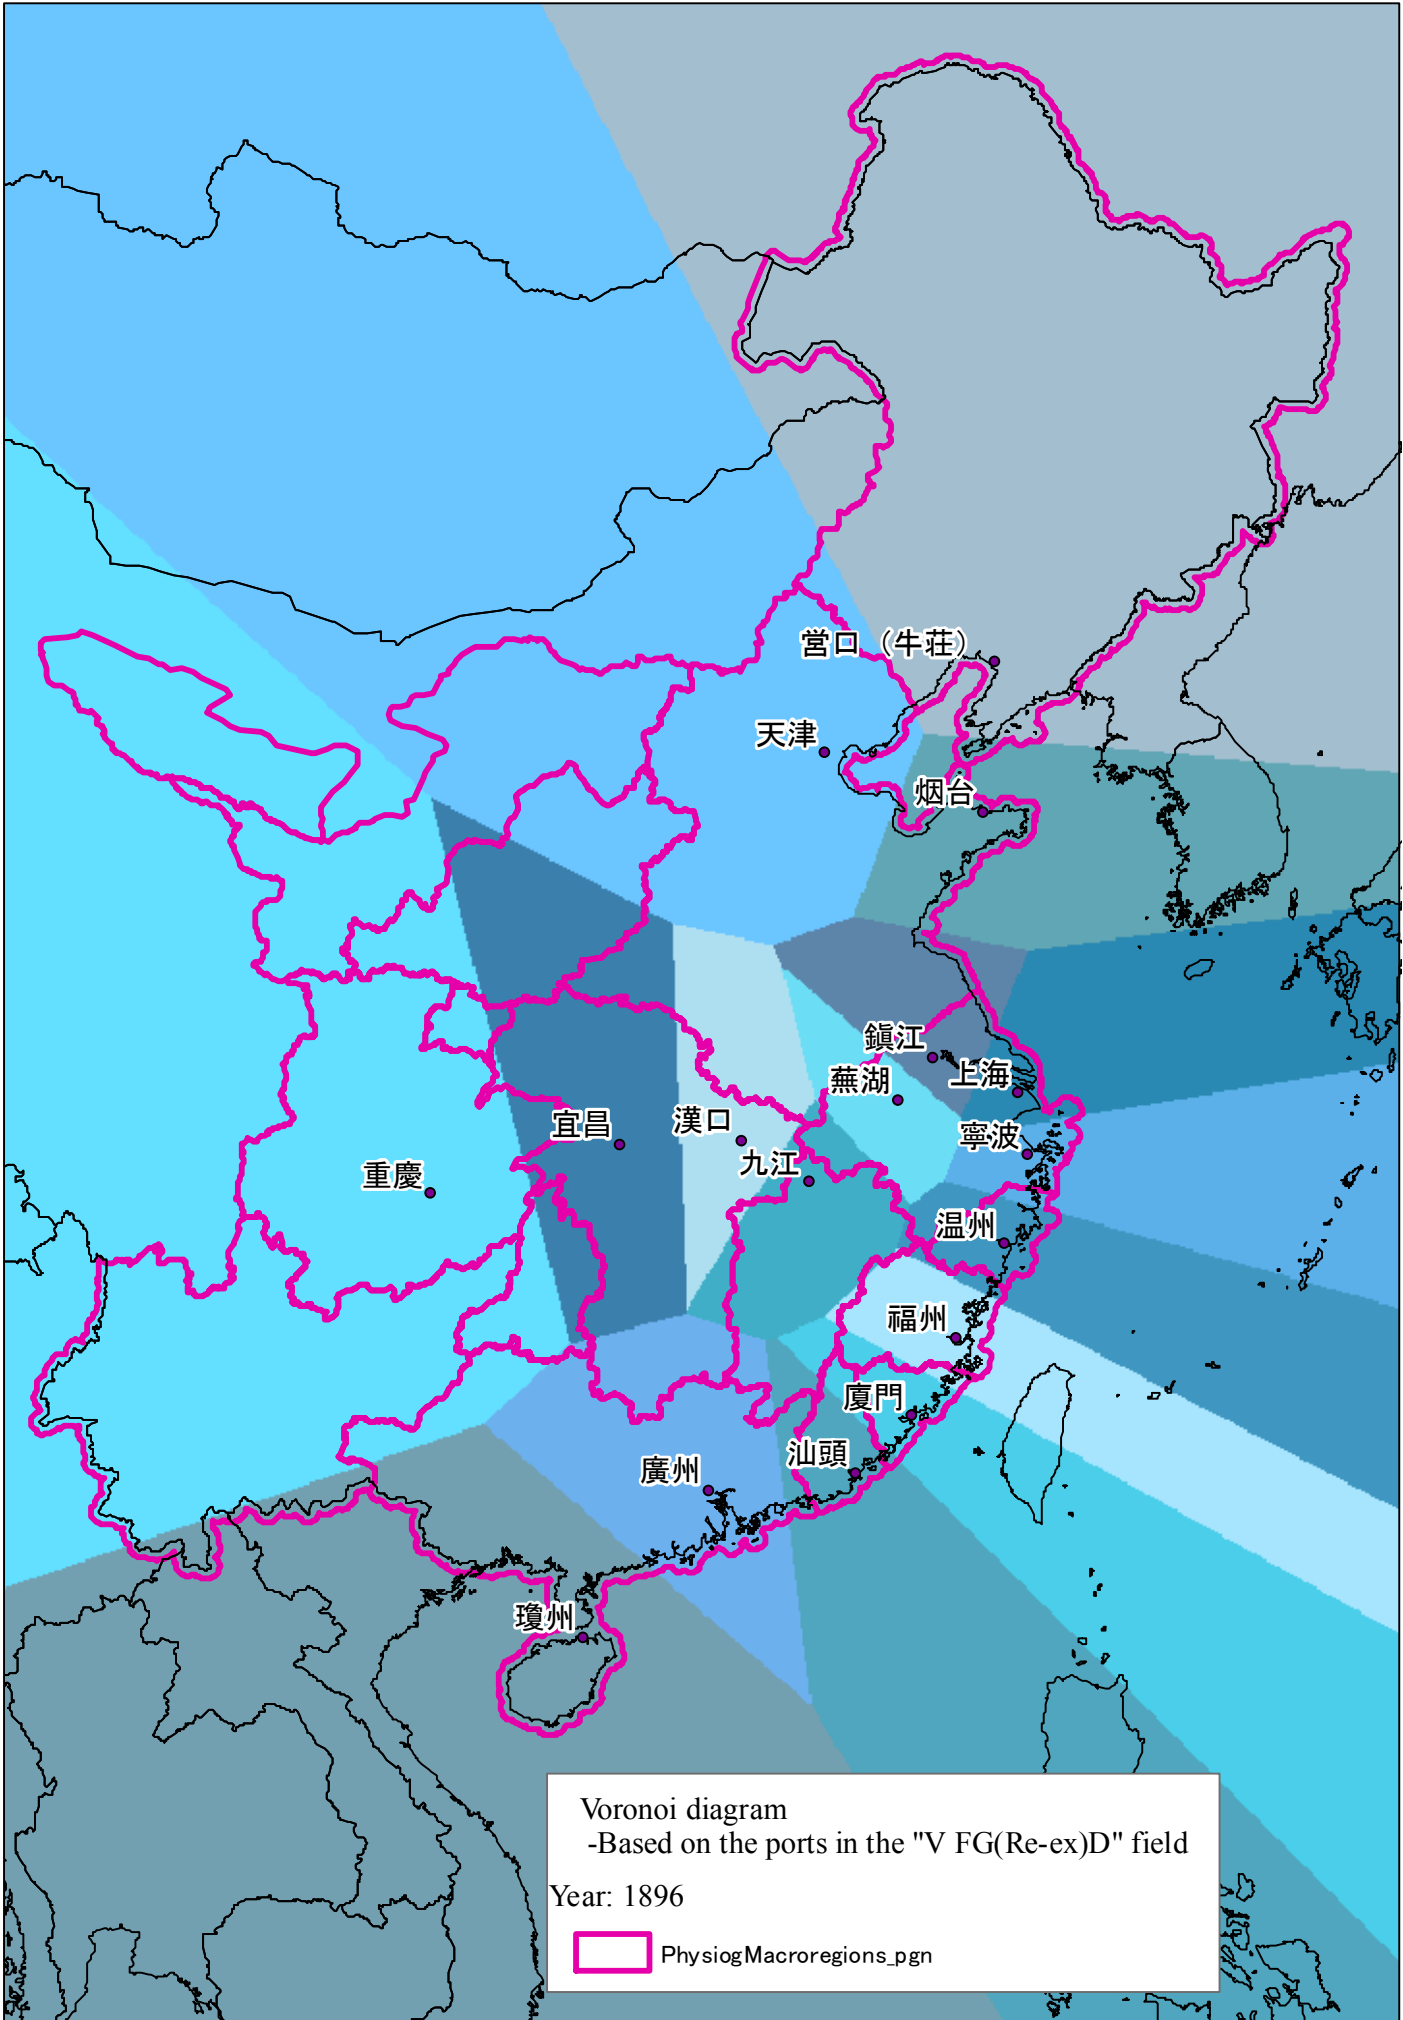 営口（牛荘）
天津
烟台
鎭江
上海
蕪湖
漢口
宜昌
寧波
九江
重慶
温州
福州
廈門
汕頭
廣州
瓊州
Voronoi diagram
-Based on the ports in the "V FG(Re-ex)D" field
Year: 1896
PhysiogMacroregions_pgn